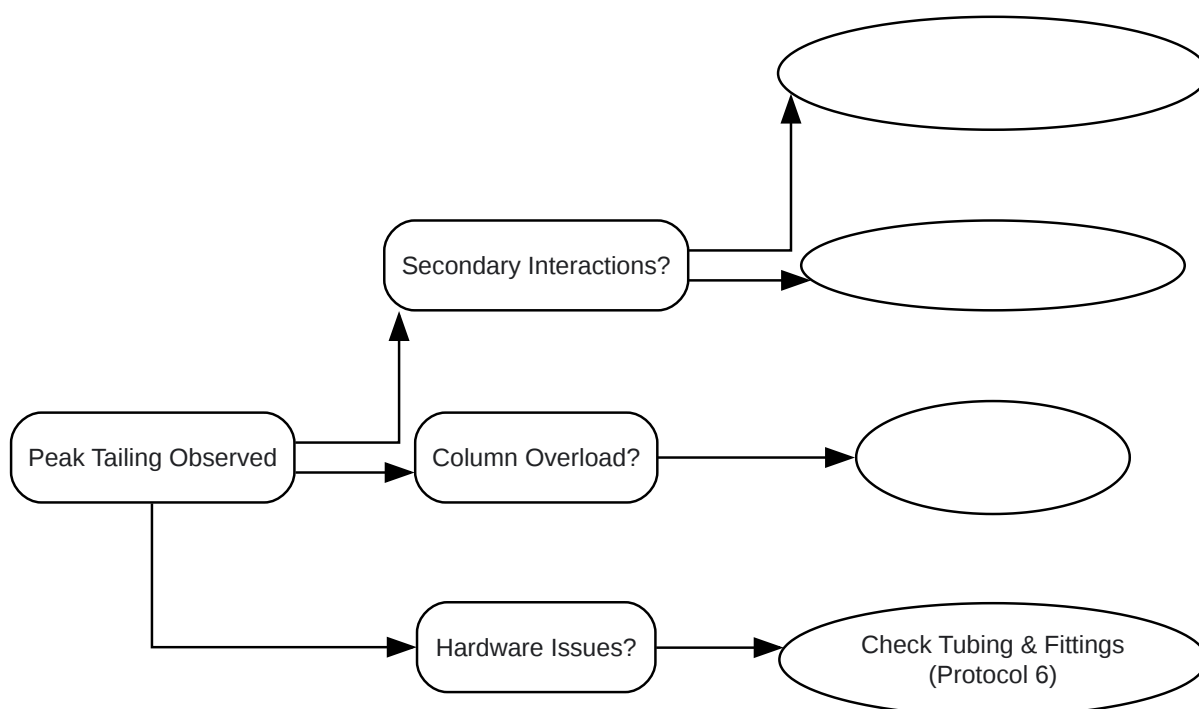 Secondary Interactions?
Peak Tailing Observed
Column Overload?
Hardware Issues?
Check Tubing & Fittings
(Protocol 6)